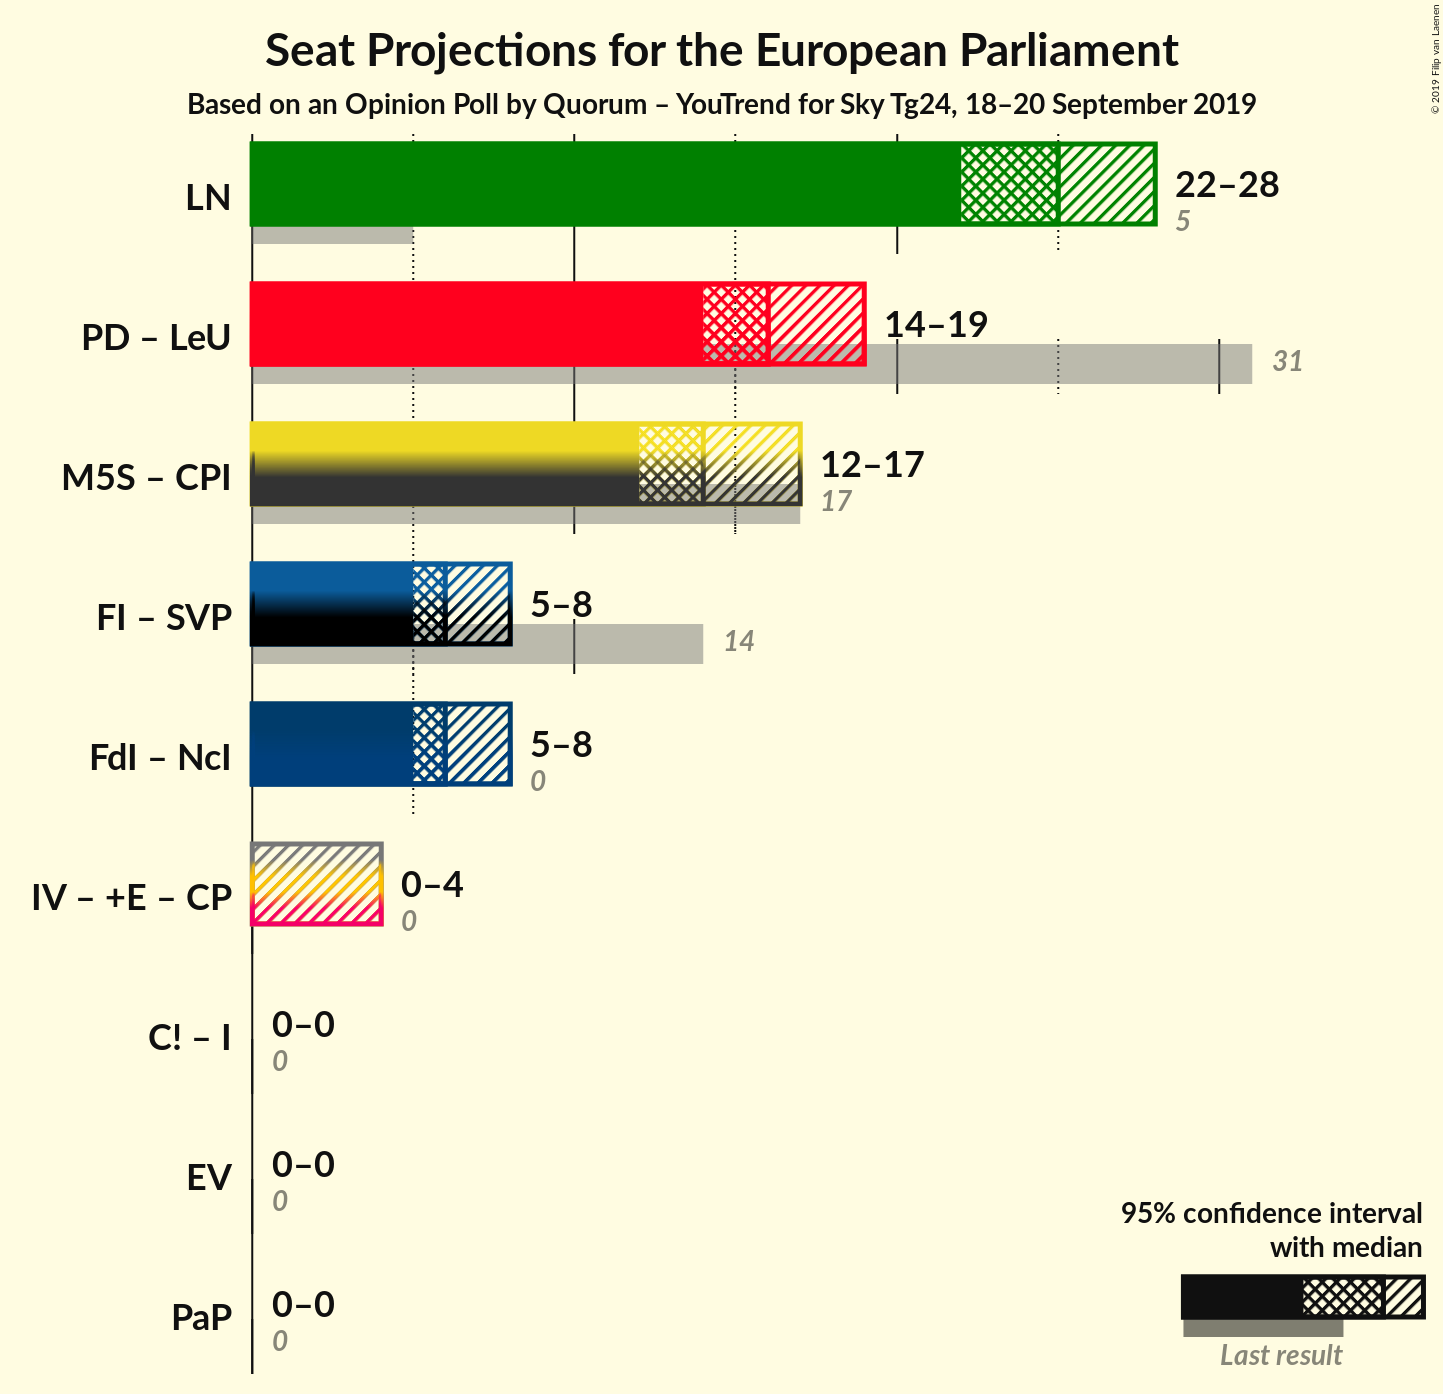 Seat Projections for the European Parliament
Based on an Opinion Poll by Quorum – YouTrend for Sky Tg24, 18–20 September 2019
© 2019 Filip van Laenen
LN
22–28
5
PD – LeU
14–19
31
M5S – CPI
12–17
17
FI – SVP
5–8
14
FdI – NcI
5–8
0
IV – +E – CP
0–4
0
C! – I
0–0
0
EV
0–0
0
PaP
0–0
0
95% confidence interval
with median
Last result